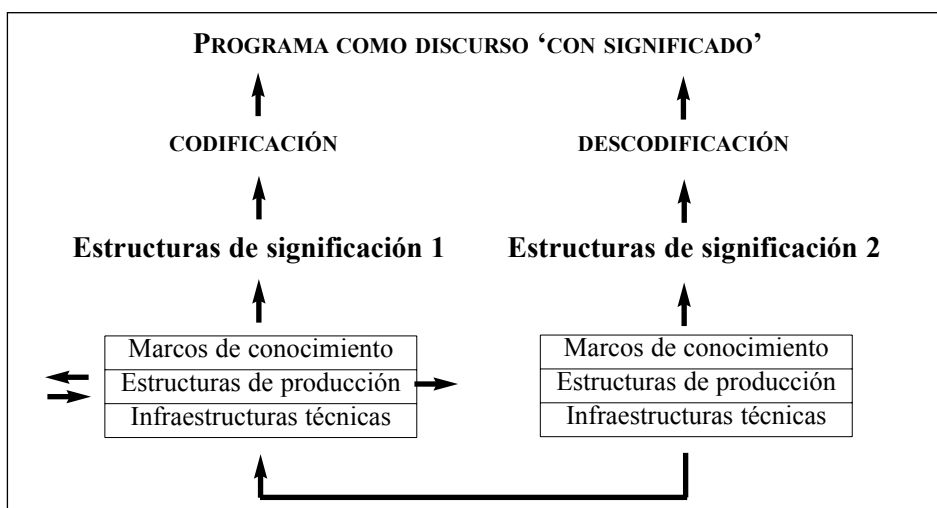 PROGRAMA COMO DISCURSO ‘CON SIGNIFICADO’
CODIFICACIÓN
DESCODIFICACIÓN
Estructuras de significación 1
Estructuras de significación 2
Marcos de conocimiento
Estructuras de producción
Infraestructuras técnicas
Marcos de conocimiento
Estructuras de producción
Infraestructuras técnicas